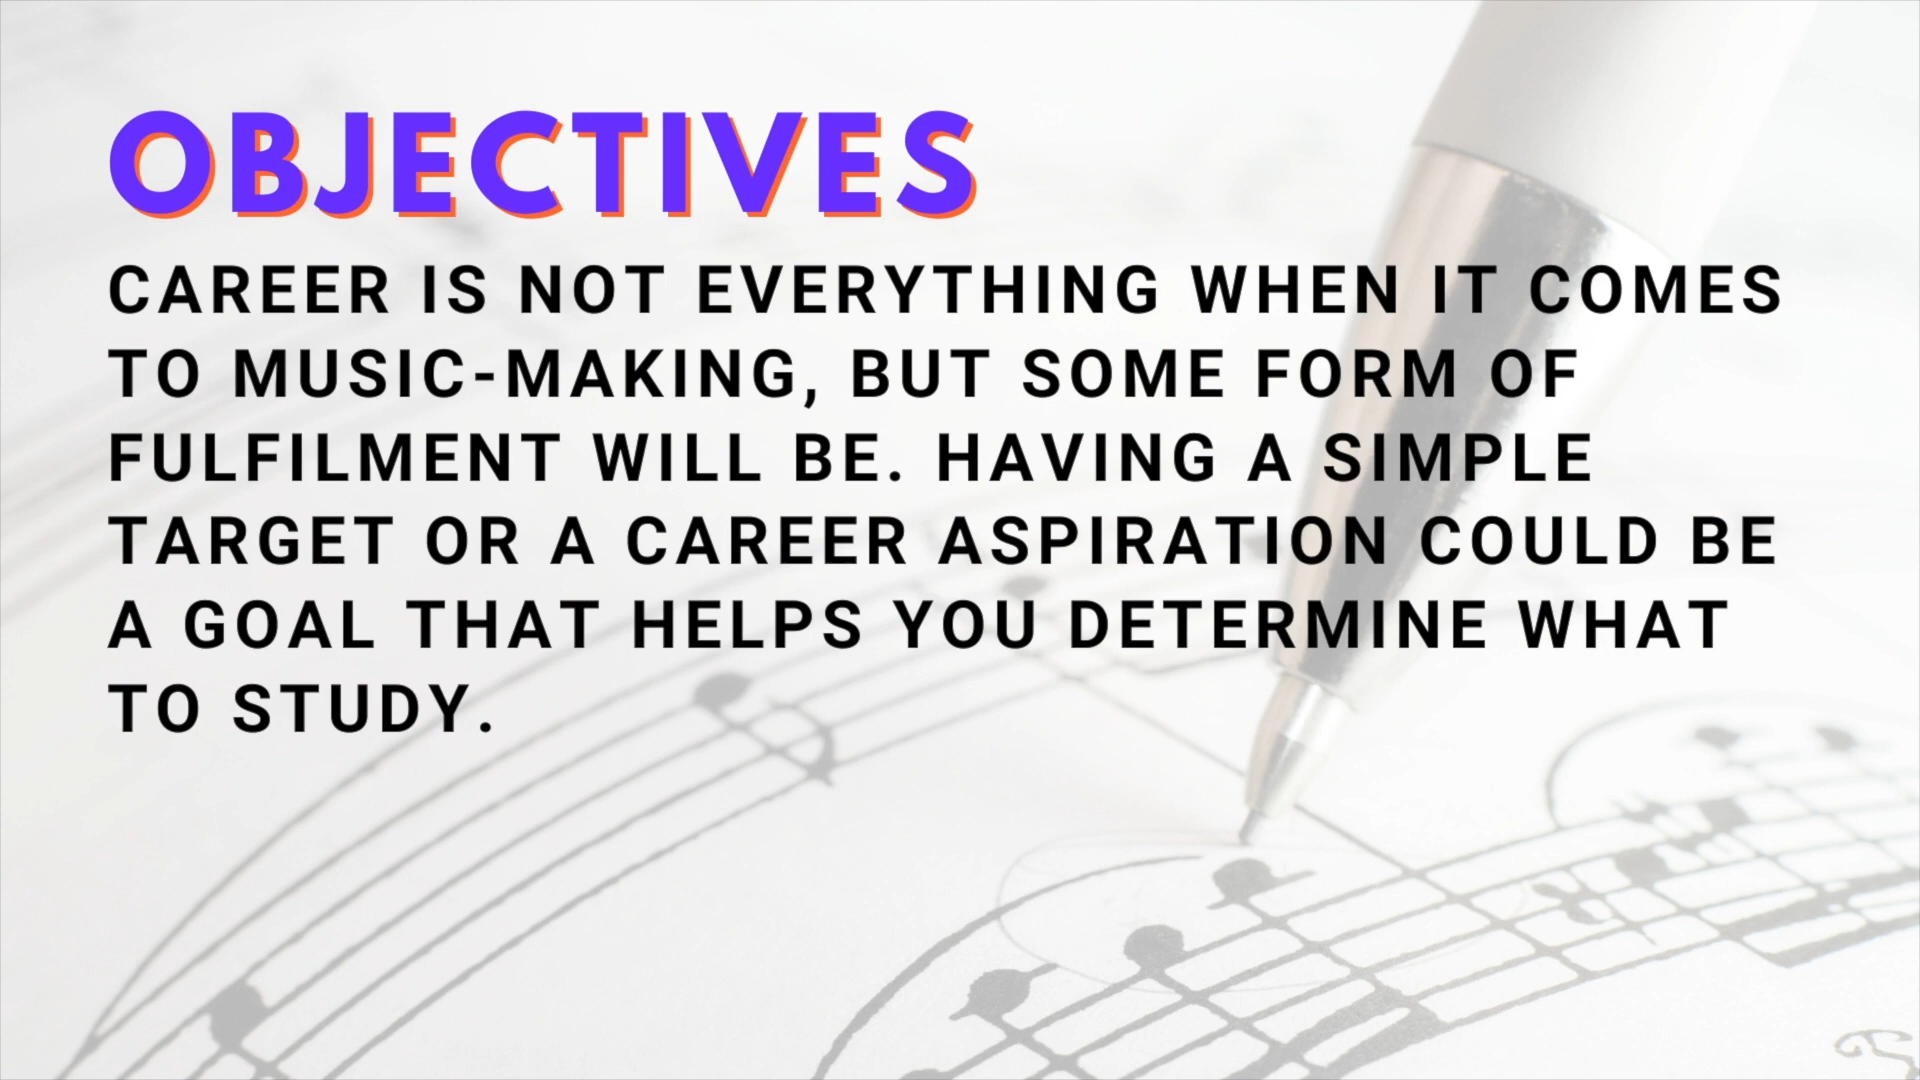 OBJECTIVES
CAREER IS NOT EVERYTHING WHEN IT COMES
TO MUSIC-MAKING, BUT SOME FORM OF
FULFILMENT WILL BE. HAVING A SIMPLE
TARGET OR A CAREER ASPIRATION COULD BE
A GOAL THAT HELPS YOU DETERMINE WHAT
TO STUDY.